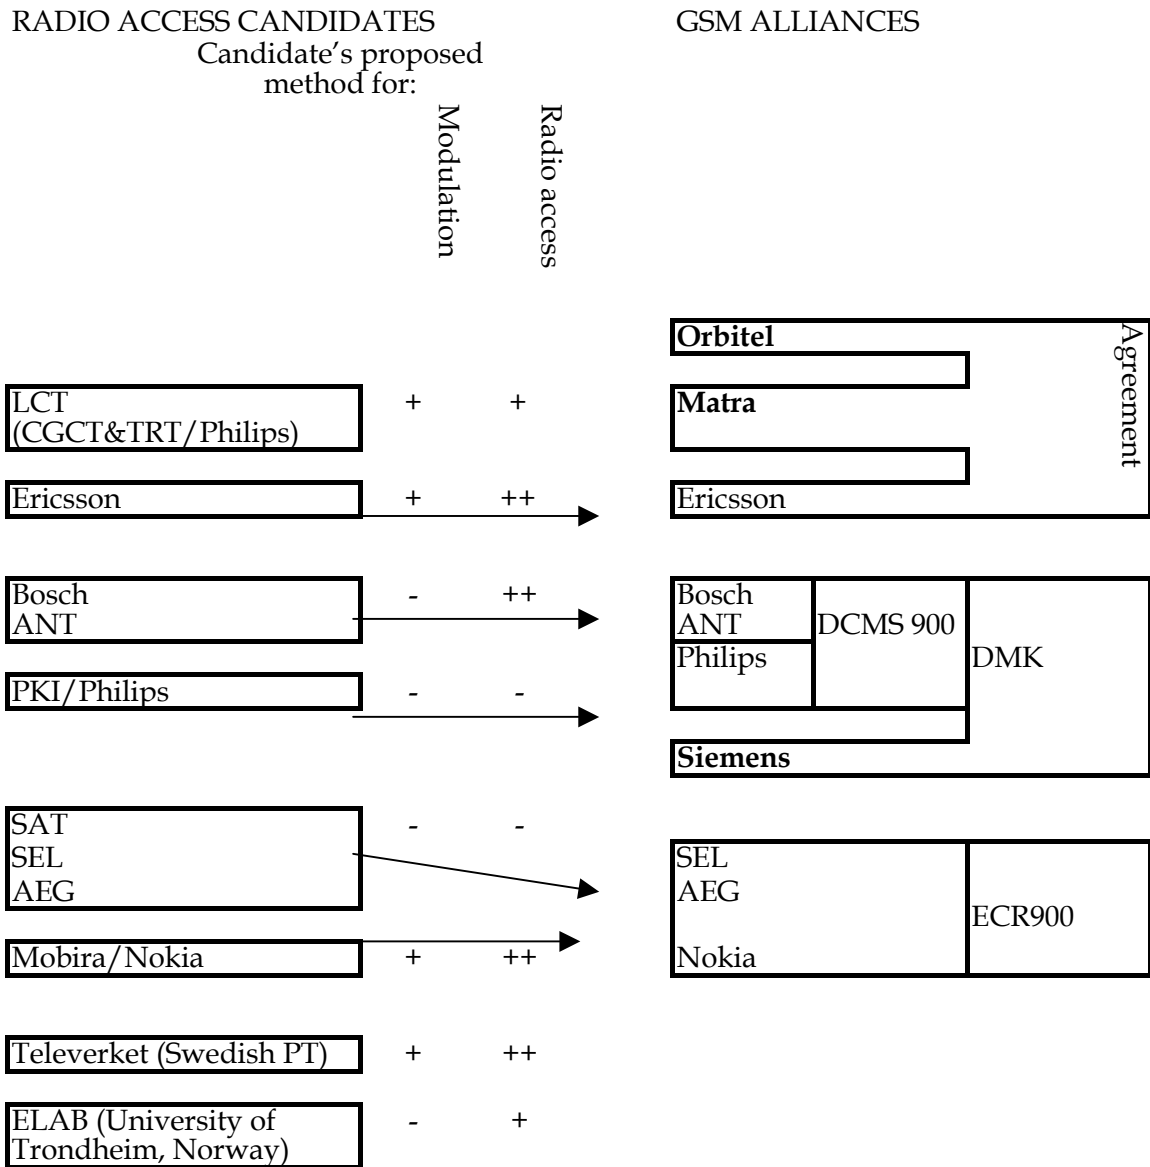 RADIO ACCESS CANDIDATES
GSM ALLIANCES
Candidate's proposed
method for:
Modulation
Radio access
Orbitel
Agreement
LCT + + Matra
(CGCT&TRT/Philips)
Ericsson + ++ Ericsson
Bosch - ++ Bosch
ANT ANT DCMS 900
Philips DMK
PKI/Philips - -
Siemens
SAT - -
SEL SEL
AEG AEG
ECR900
Mobira/Nokia + ++ Nokia
Televerket (Swedish PT) + ++
ELAB (University of - +
Trondheim, Norway)